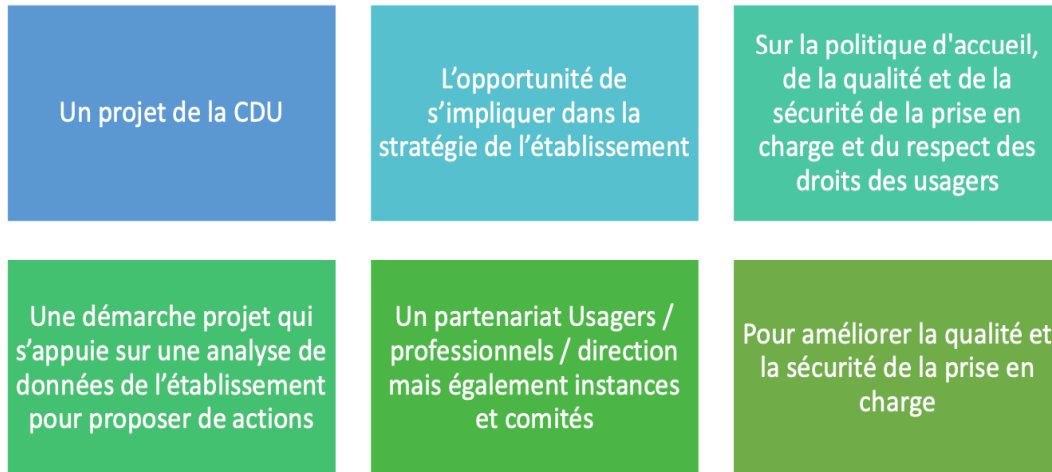 Un projet de la CDU
L’opportunité de
s’impliquer dans la
stratégie de l’établissement
Sur la politique d'accueil,
de la qualité et de la
sécurité de la prise en
charge et du respect des
droits des usagers
Une démarche projet qui
s’appuie sur une analyse de
données de l’établissement
pour proposer de actions
Un partenariat Usagers /
professionnels / direction
mais également instances
et comités
Pour améliorer la qualité et
la sécurité de la prise en
charge